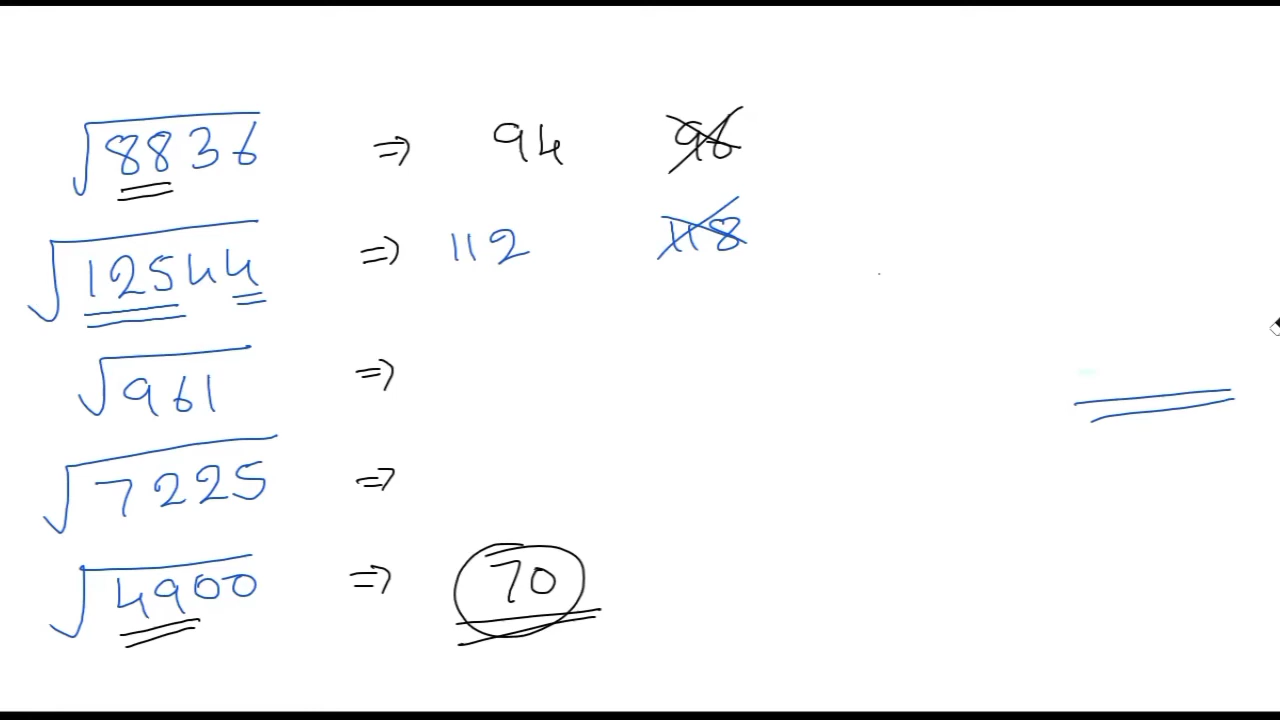 √8836 ⇒ 94 96
√12544 ⇒ 112 118
√961 ⇒
√7225 ⇒
√4900 ⇒ 70